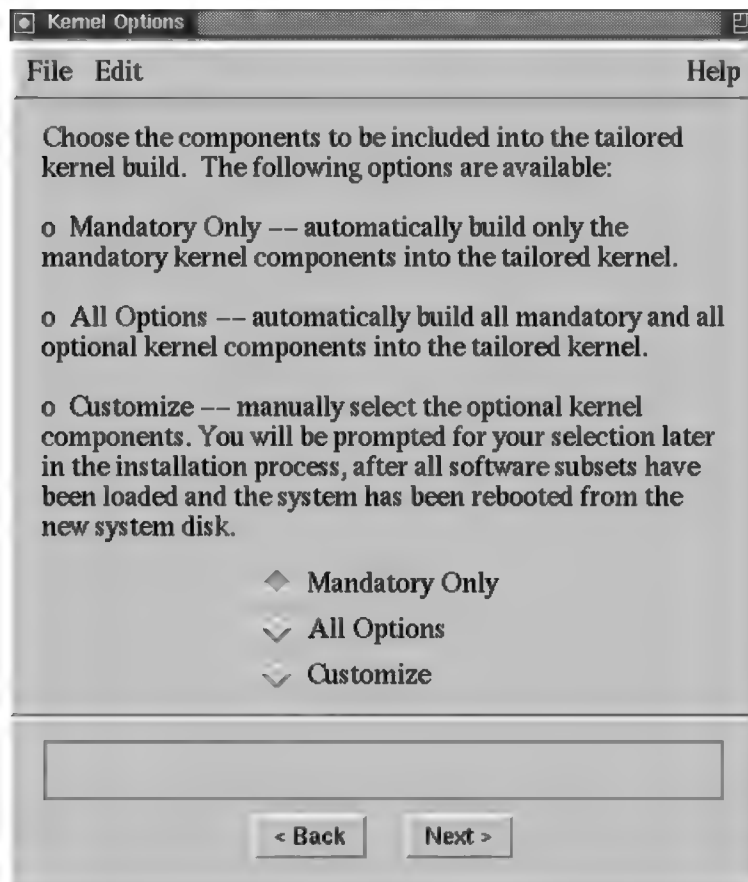 Kernel Options
File Edit Help
Choose the components to be included into the tailored
kernel build. The following options are available:
o Mandatory Only -- automatically build only the
mandatory kernel components into the tailored kernel.
o All Options -- automatically build all mandatory and all
optional kernel components into the tailored kernel.
o Customize -- manually select the optional kernel
components. You will be prompted for your selection later
in the installation process, after all software subsets have
been loaded and the system has been rebooted from the
new system disk.
Mandatory Only
All Options
Customize
< Back Next >